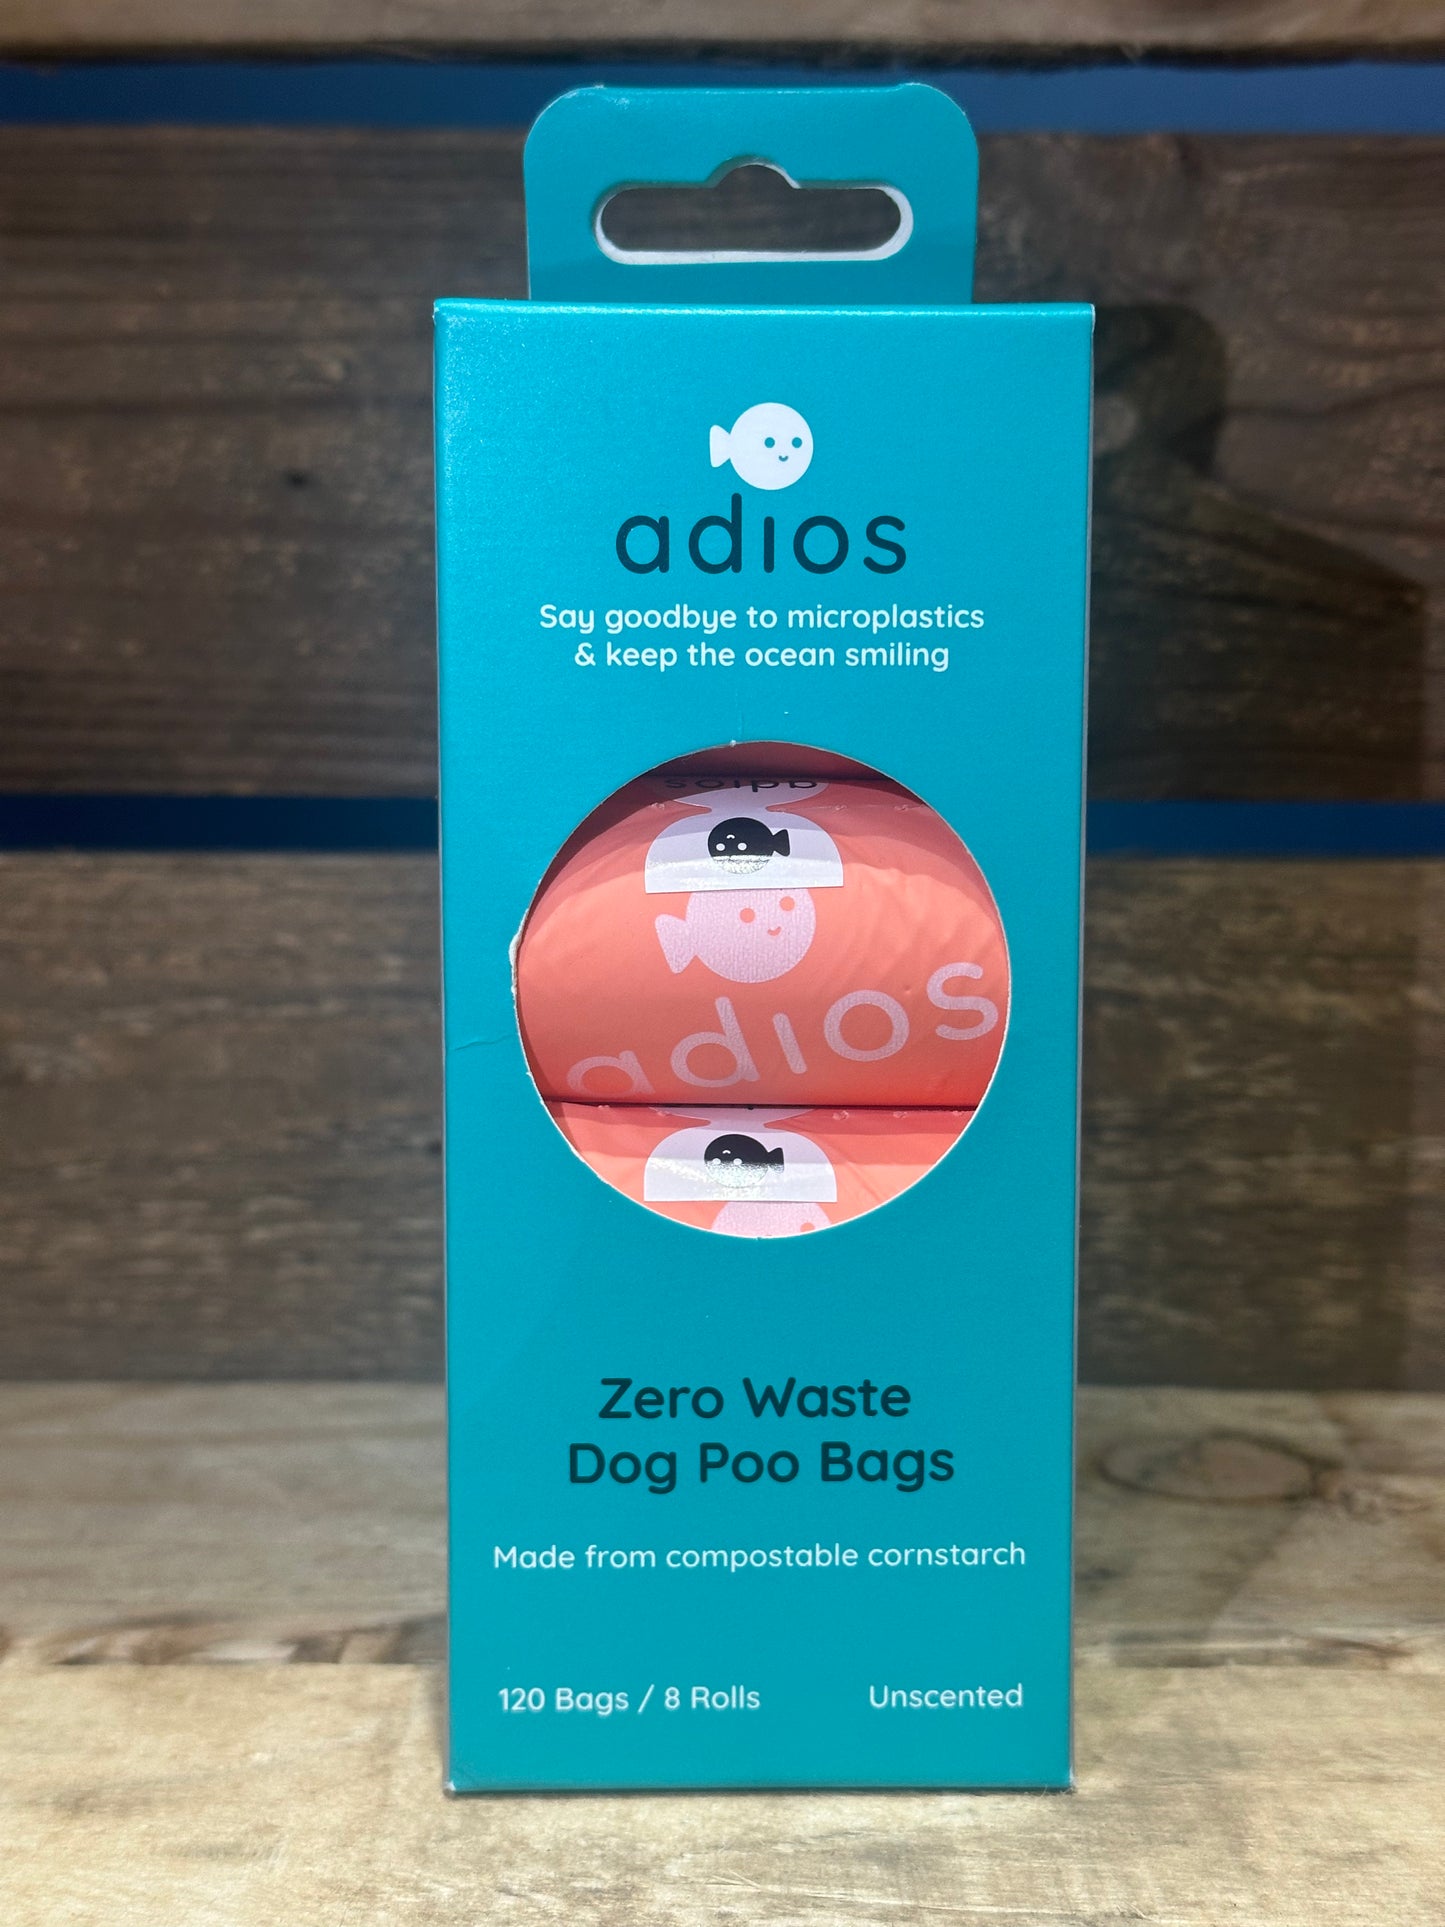 adios
Say goodbye to microplastics
& keep the ocean smiling
adios
adios
Zero Waste
Dog Poo Bags
Made from compostable cornstarch
120 Bags / 8 Rolls
Unscented